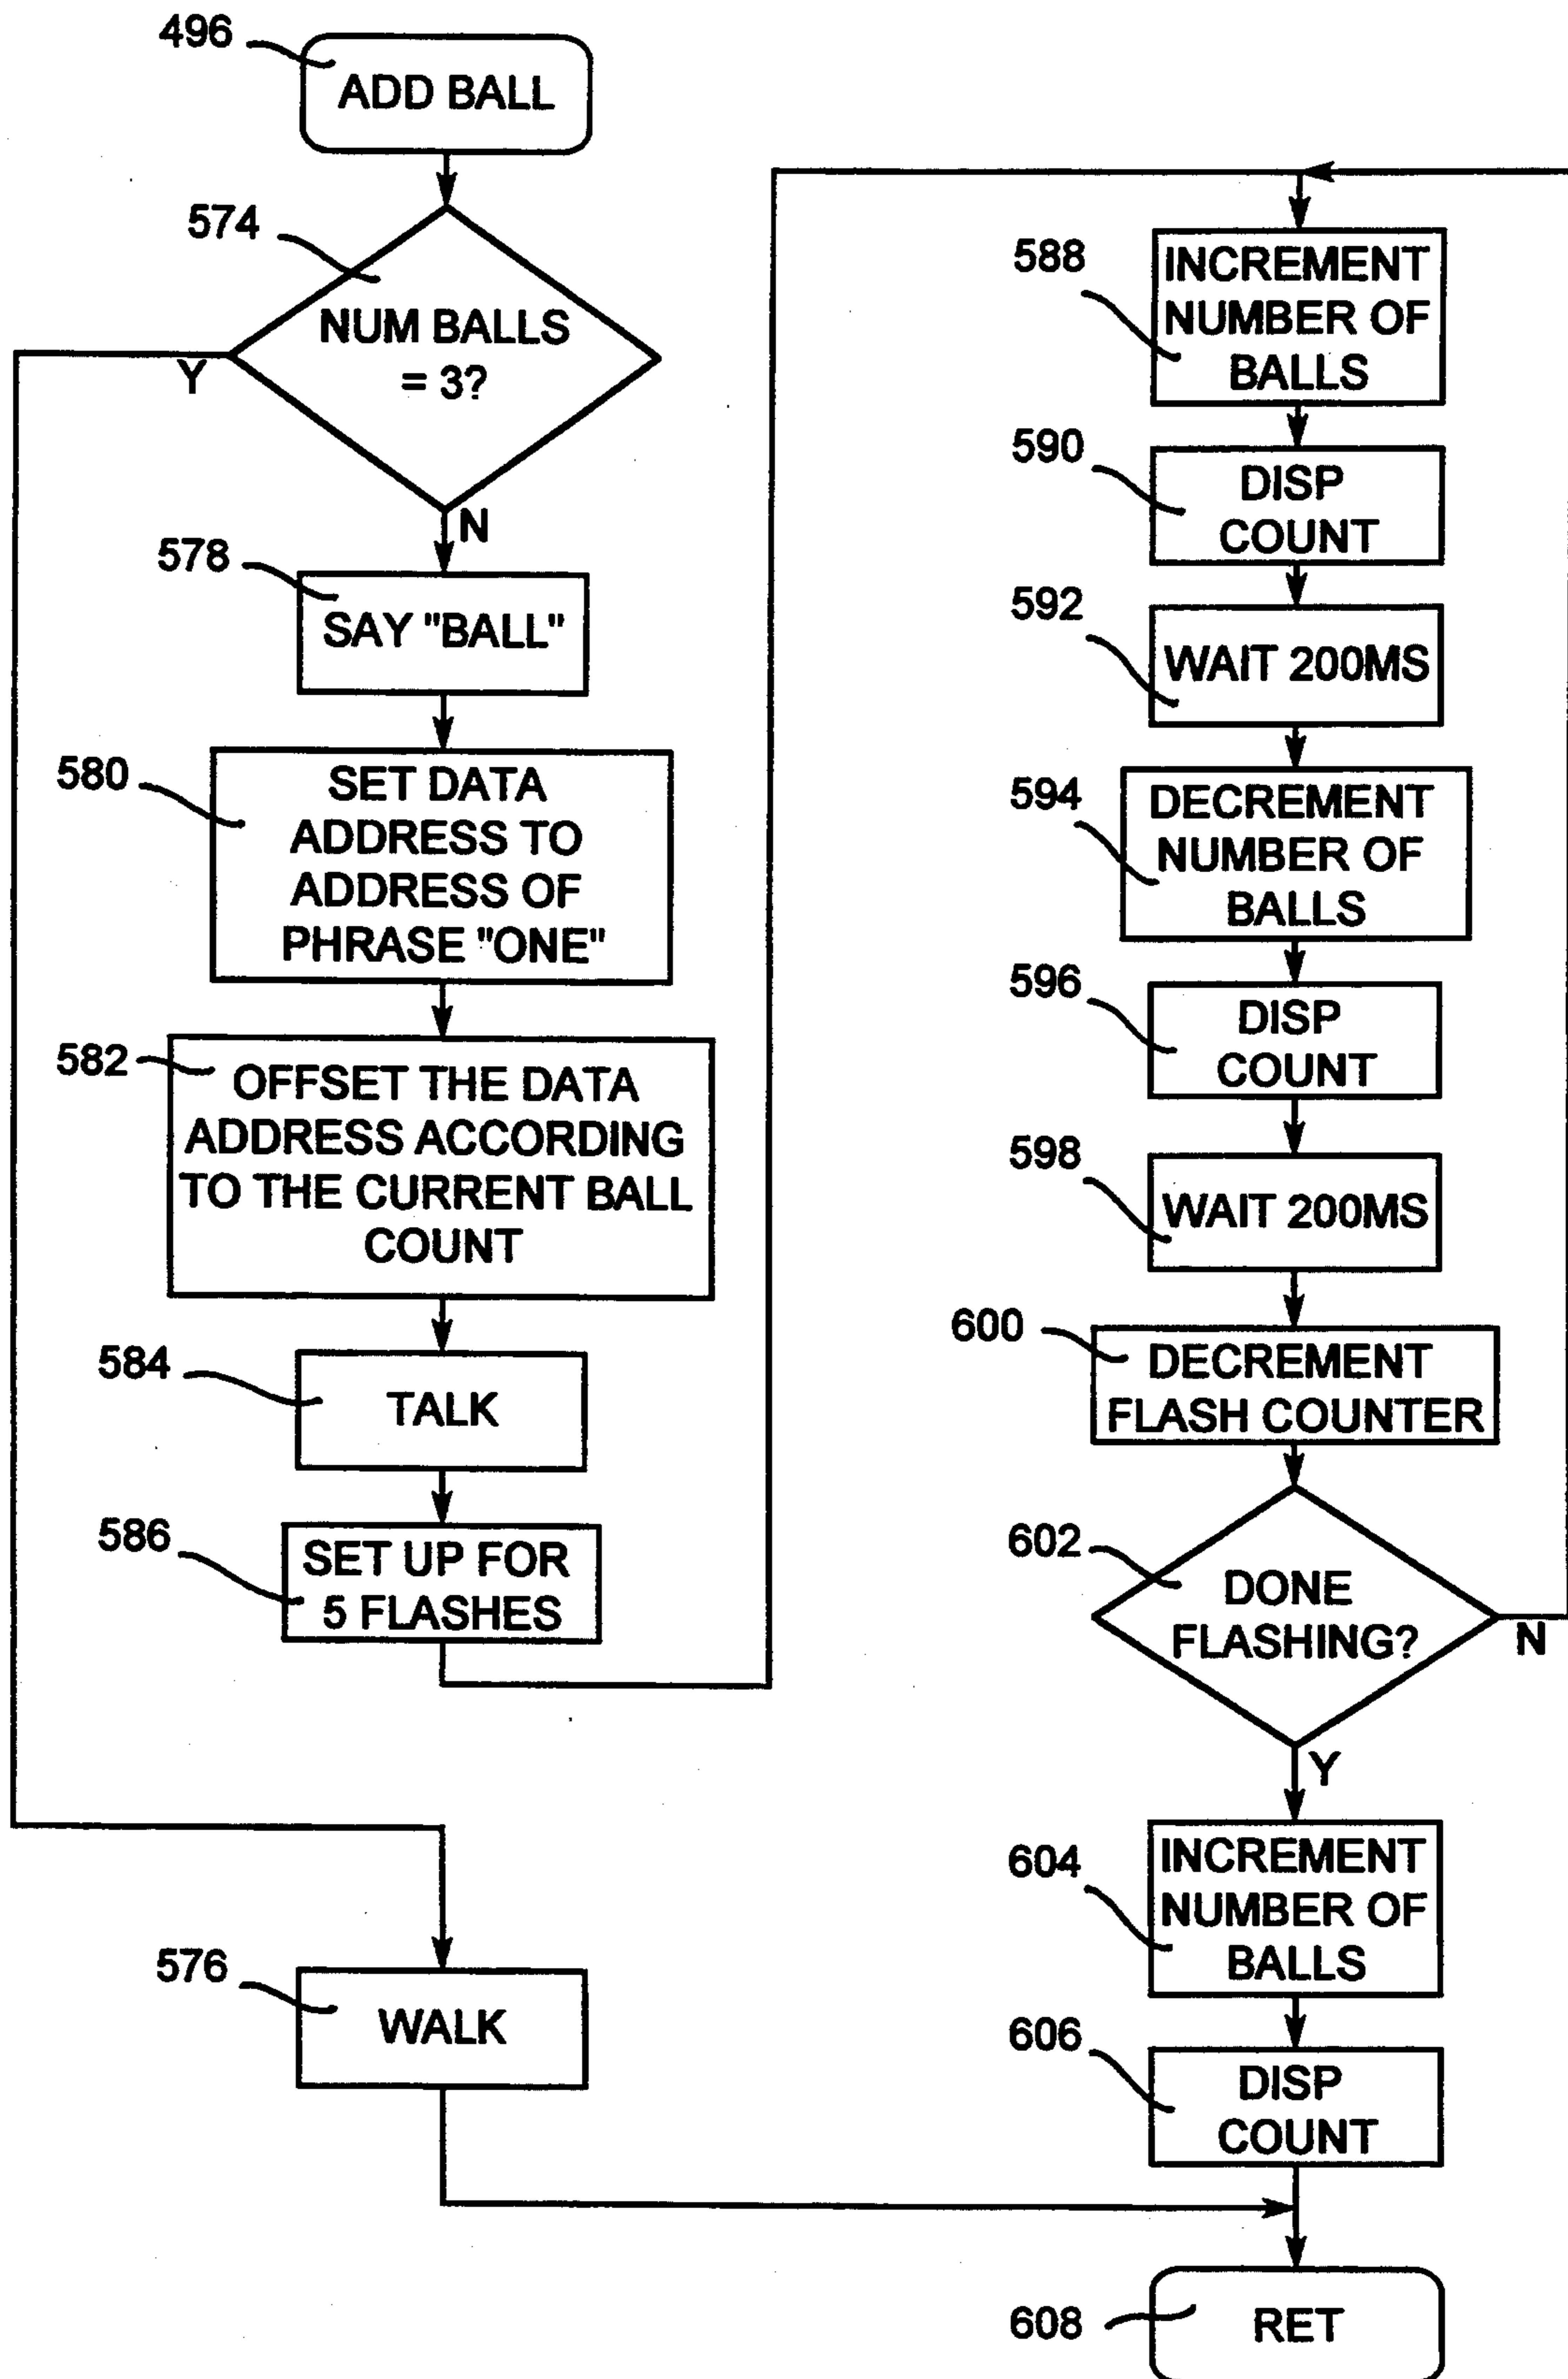 496
ADD BALL
574
NUM BALLS
= 3?
Y
N
578
SAY "BALL"
580
SET DATA
ADDRESS TO
ADDRESS OF
PHRASE "ONE"
582
OFFSET THE DATA
ADDRESS ACCORDING
TO THE CURRENT BALL
COUNT
584
TALK
586
SET UP FOR
5 FLASHES
576
WALK
588
INCREMENT
NUMBER OF
BALLS
590
DISP
COUNT
592
WAIT 200MS
594
DECREMENT
NUMBER OF
BALLS
596
DISP
COUNT
598
WAIT 200MS
600
DECREMENT
FLASH COUNTER
602
DONE
FLASHING?
N
Y
604
INCREMENT
NUMBER OF
BALLS
606
DISP
COUNT
608
RET